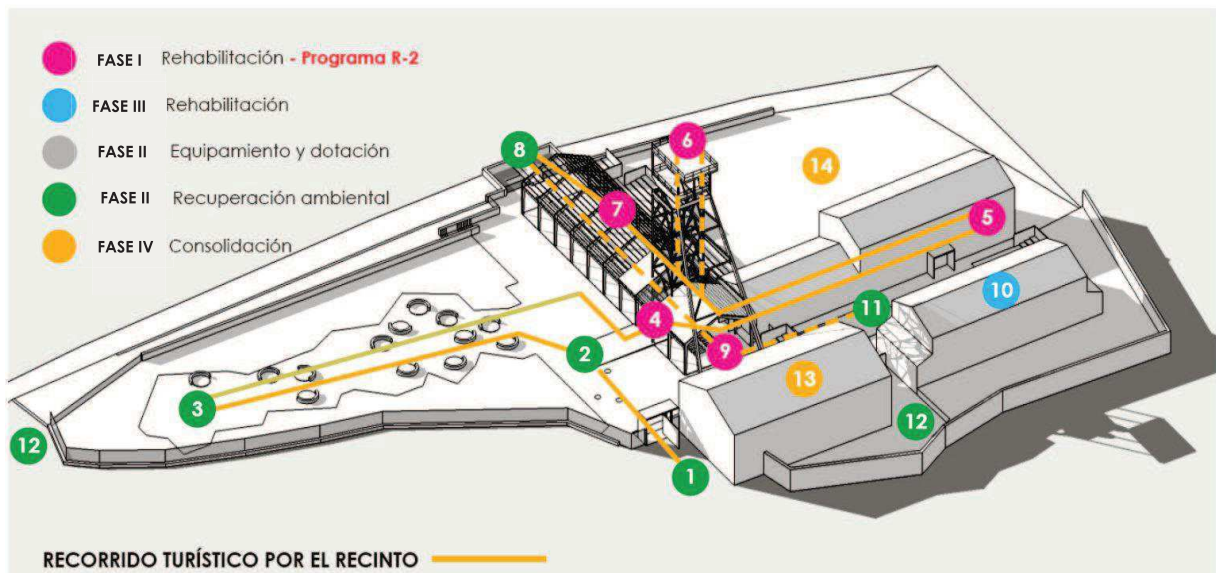 FASE I Rehabilitación - Programa R-2
FASE III Rehabilitación
FASE II Equipamiento y dotación
FASE II Recuperación ambiental
FASE IV Consolidación
8
6
14
7
5
10
4
11
9
2
13
3
12
12
1
RECORRIDO TURÍSTICO POR EL RECINTO